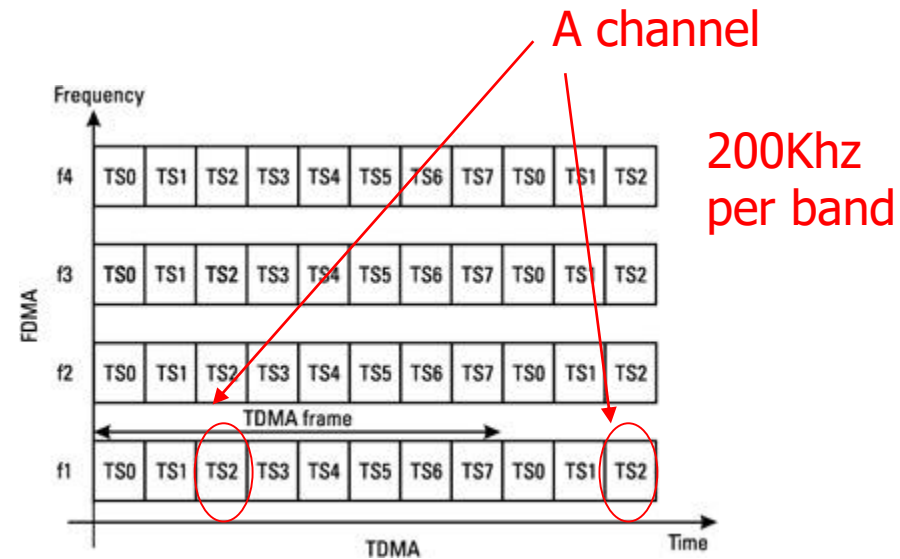 A channel
Frequency
200Khz
per band
f4 TS0 TS1 TS2 TS3 TS4 TS5 TS6 TS7 TS0 TS1 TS2
f3 TS0 TS1 TS2 TS3 TS4 TS5 TS6 TS7 TS0 TS1 TS2
FDMA
f2 TS0 TS1 TS2 TS3 TS4 TS5 TS6 TS7 TS0 TS1 TS2
TDMA frame
f1 TS0 TS1 TS2 TS3 TS4 TS5 TS6 TS7 TS0 TS1 TS2
TDMA
Time